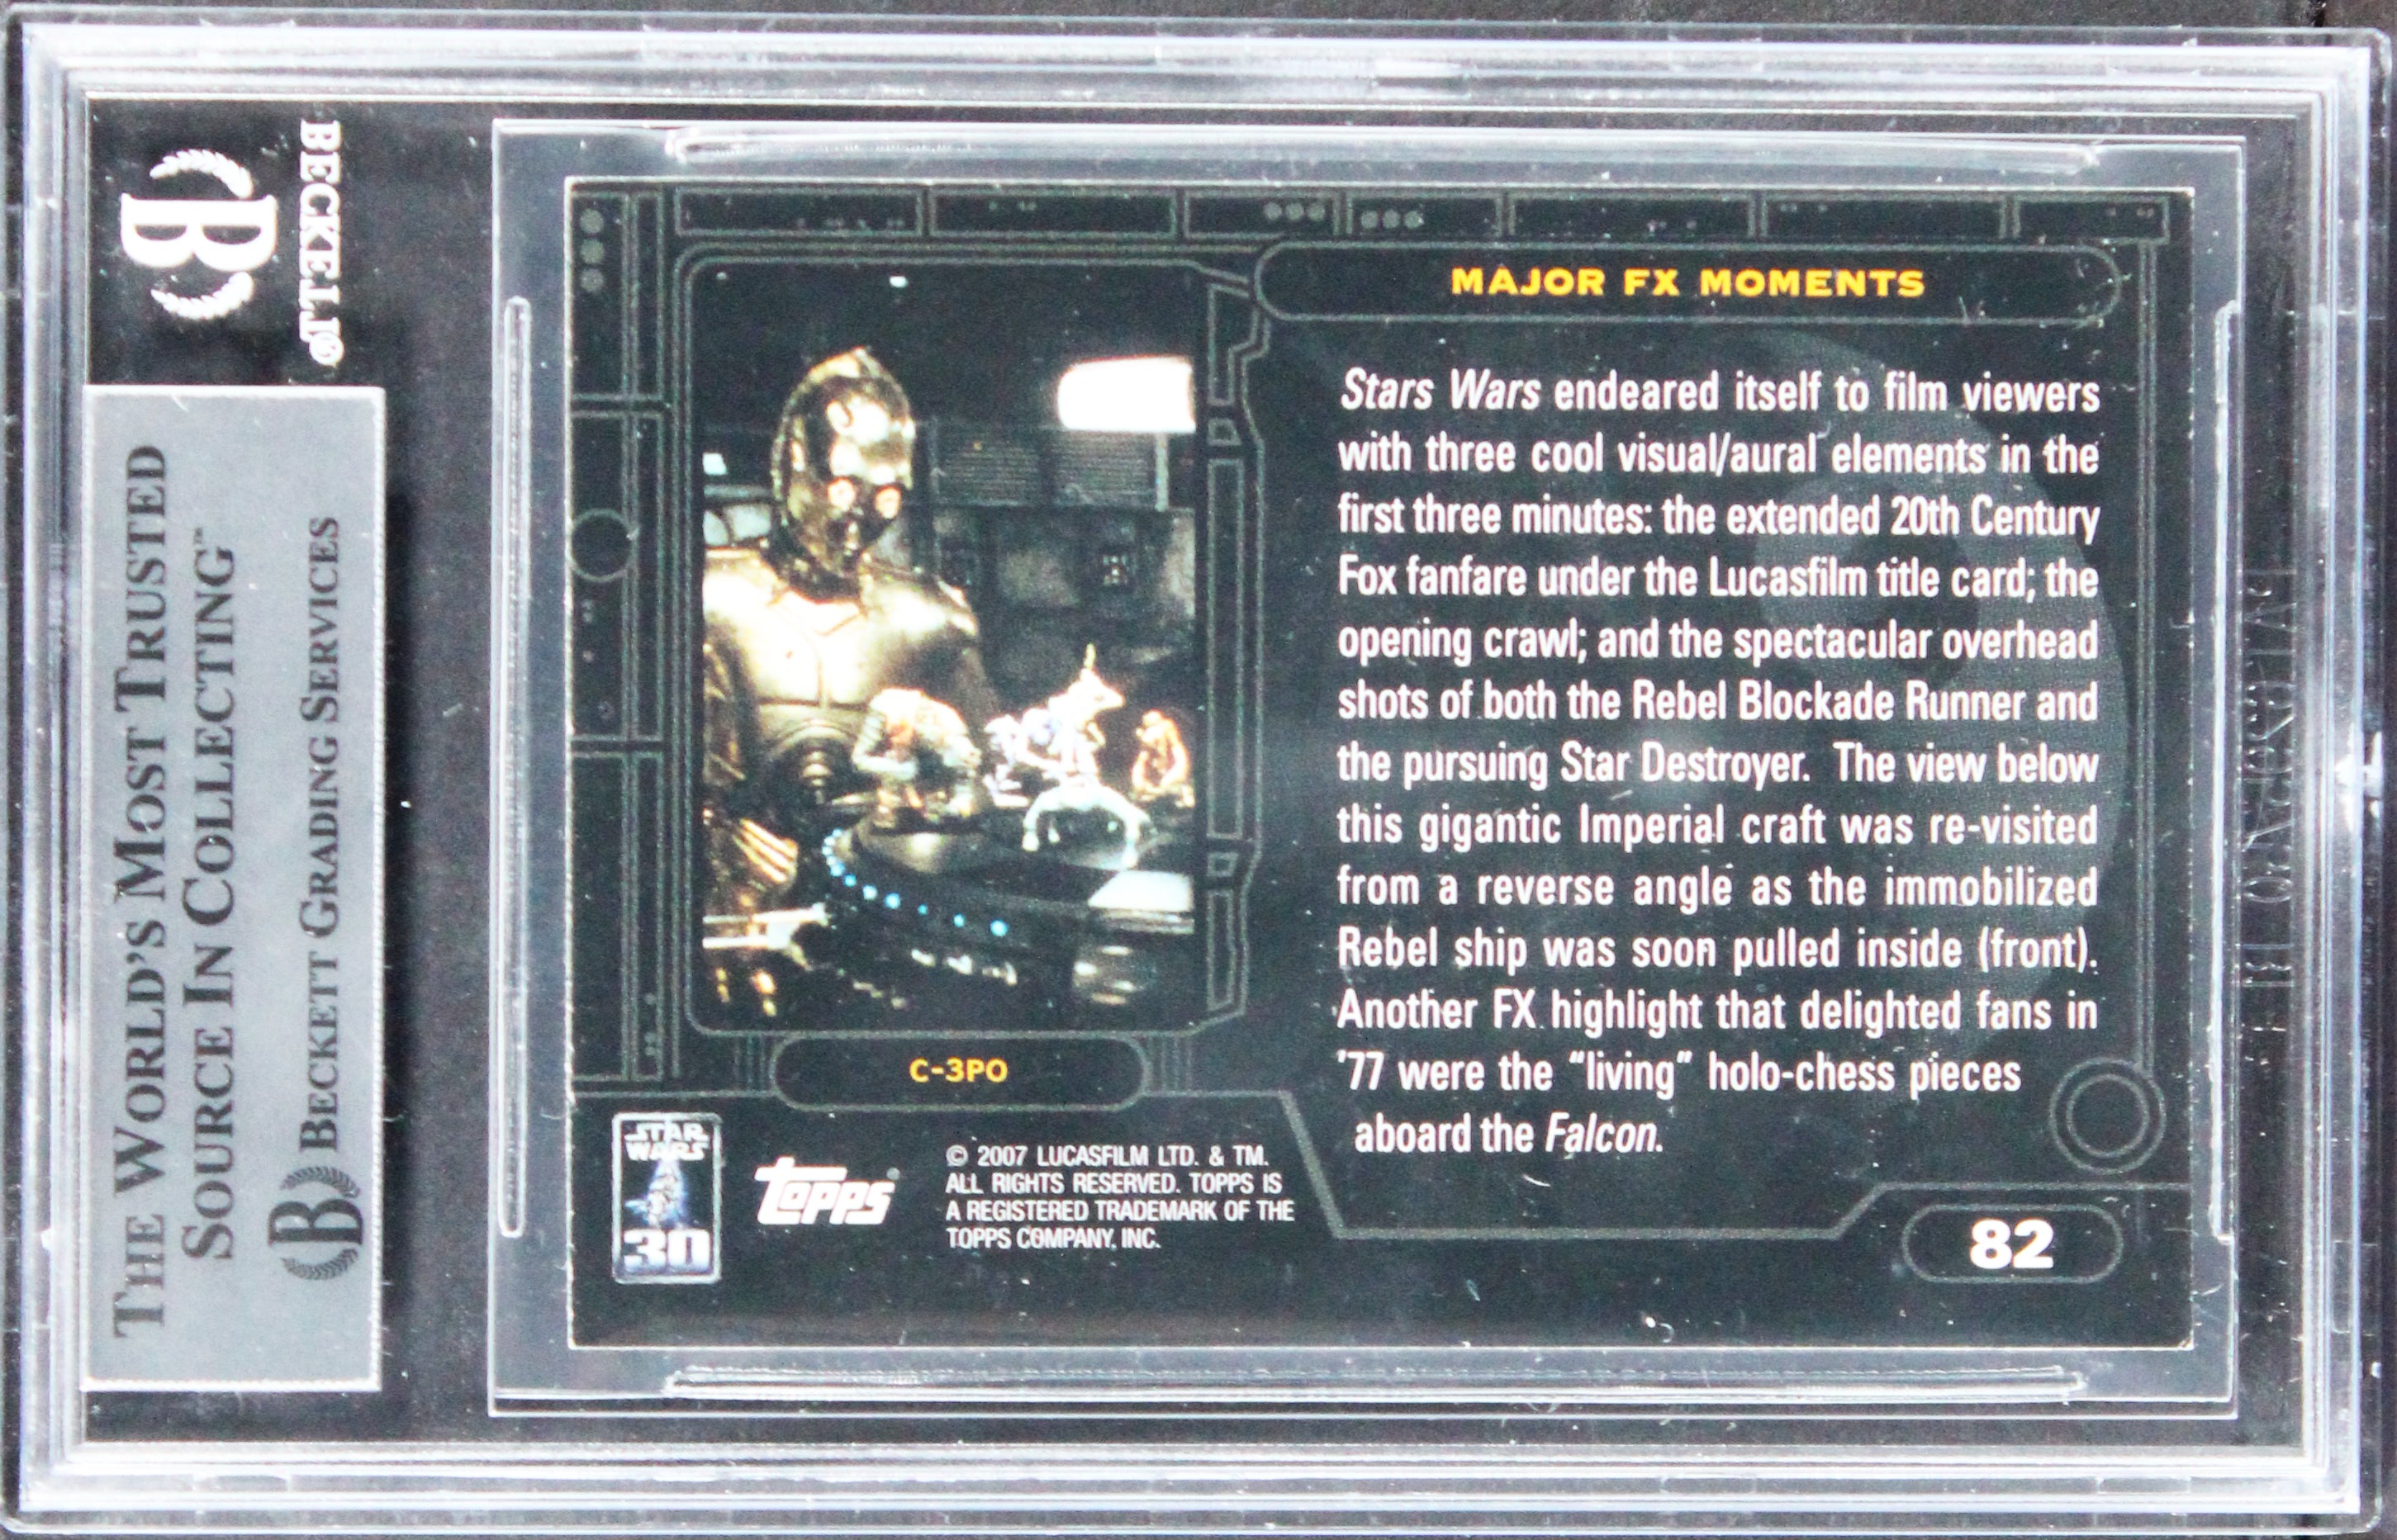 BECKETT®
B
THE WORLD'S MOST TRUSTED
SOURCE IN COLLECTING™
B BECKETT GRADING SERVICES
MAJOR FX MOMENTS
Stars Wars endeared itself to film viewers
with three cool visual/aural elements in the
first three minutes: the extended 20th Century
Fox fanfare under the Lucasfilm title card; the
opening crawl; and the spectacular overhead
shots of both the Rebel Blockade Runner and
the pursuing Star Destroyer. The view below
this gigantic Imperial craft was re-visited
from a reverse angle as the immobilized
Rebel ship was soon pulled inside (front).
Another FX highlight that delighted fans in
'77 were the “living” holo-chess pieces
aboard the Falcon.
C-3PO
STAR
WARS
30
Topps®
© 2007 LUCASFILM LTD. & TM.
ALL RIGHTS RESERVED. TOPPS IS
A REGISTERED TRADEMARK OF THE
TOPPS COMPANY, INC.
82